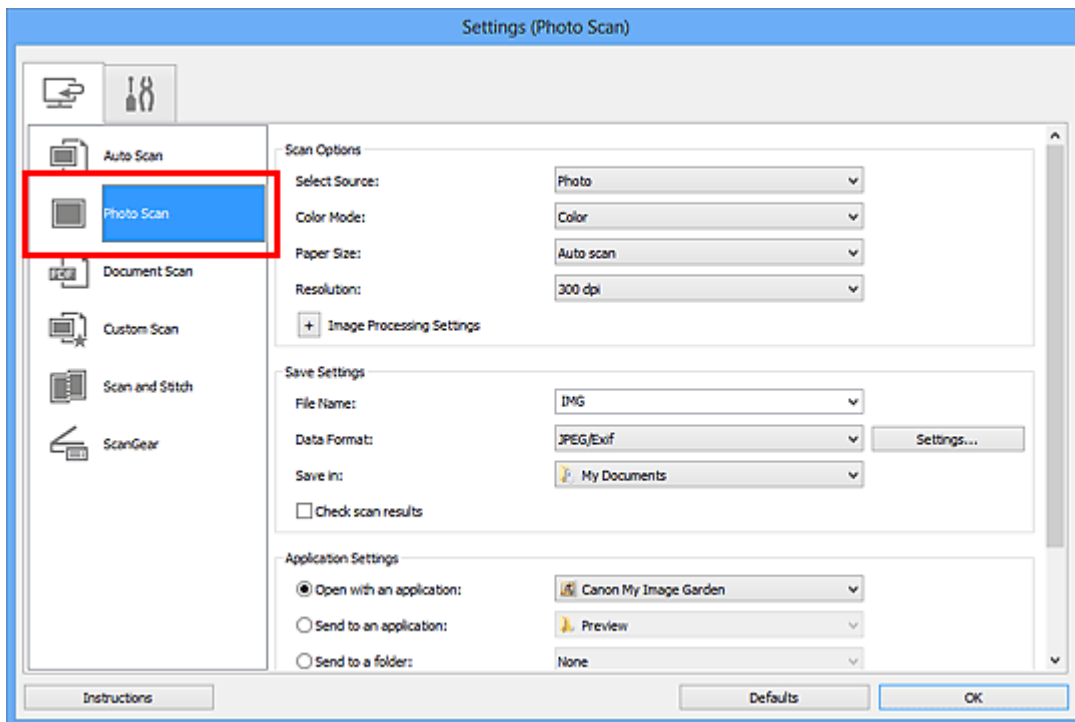 Settings (Photo Scan)
Auto Scan
Photo Scan
Document Scan
Custom Scan
Scan and Stitch
ScanGear
Scan Options
Select Source: Photo
Color Mode: Color
Paper Size: Auto scan
Resolution: 300 dpi
+ Image Processing Settings
Save Settings
File Name: IMG
Data Format: JPEG/Exif Settings...
Save in: My Documents
Check scan results
Application Settings
Open with an application: Canon My Image Garden
Send to an application: Preview
Send to a folder: None
Instructions Defaults OK